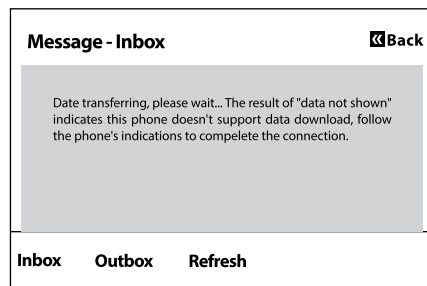 Message - Inbox
Back
Date transferring, please wait... The result of "data not shown"
indicates this phone doesn't support data download, follow
the phone's indications to compelete the connection.
Inbox Outbox Refresh